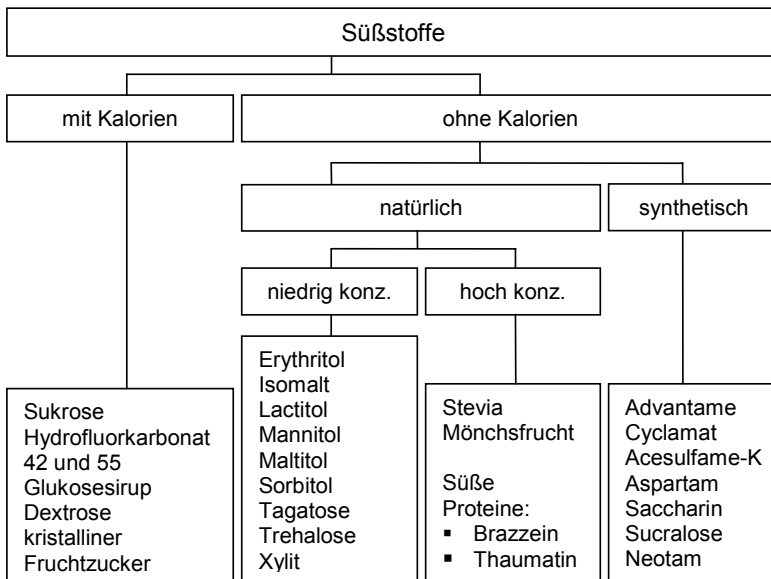 Süßstoffe
mit Kalorien
ohne Kalorien
natürlich
synthetisch
niedrig konz.
hoch konz.
Sukrose
Hydrofluorkarbonat
42 und 55
Glukosesirup
Dextrose
kristalliner
Fruchtzucker
Erythritol
Isomalt
Lactitol
Mannitol
Maltitol
Sorbitol
Tagatose
Trehalose
Xylit
Stevia
Mönchsfrucht
Süße
Proteine:
▪ Brazzein
▪ Thaumatin
Advantame
Cyclamat
Acesulfame-K
Aspartam
Saccharin
Sucralose
Neotam